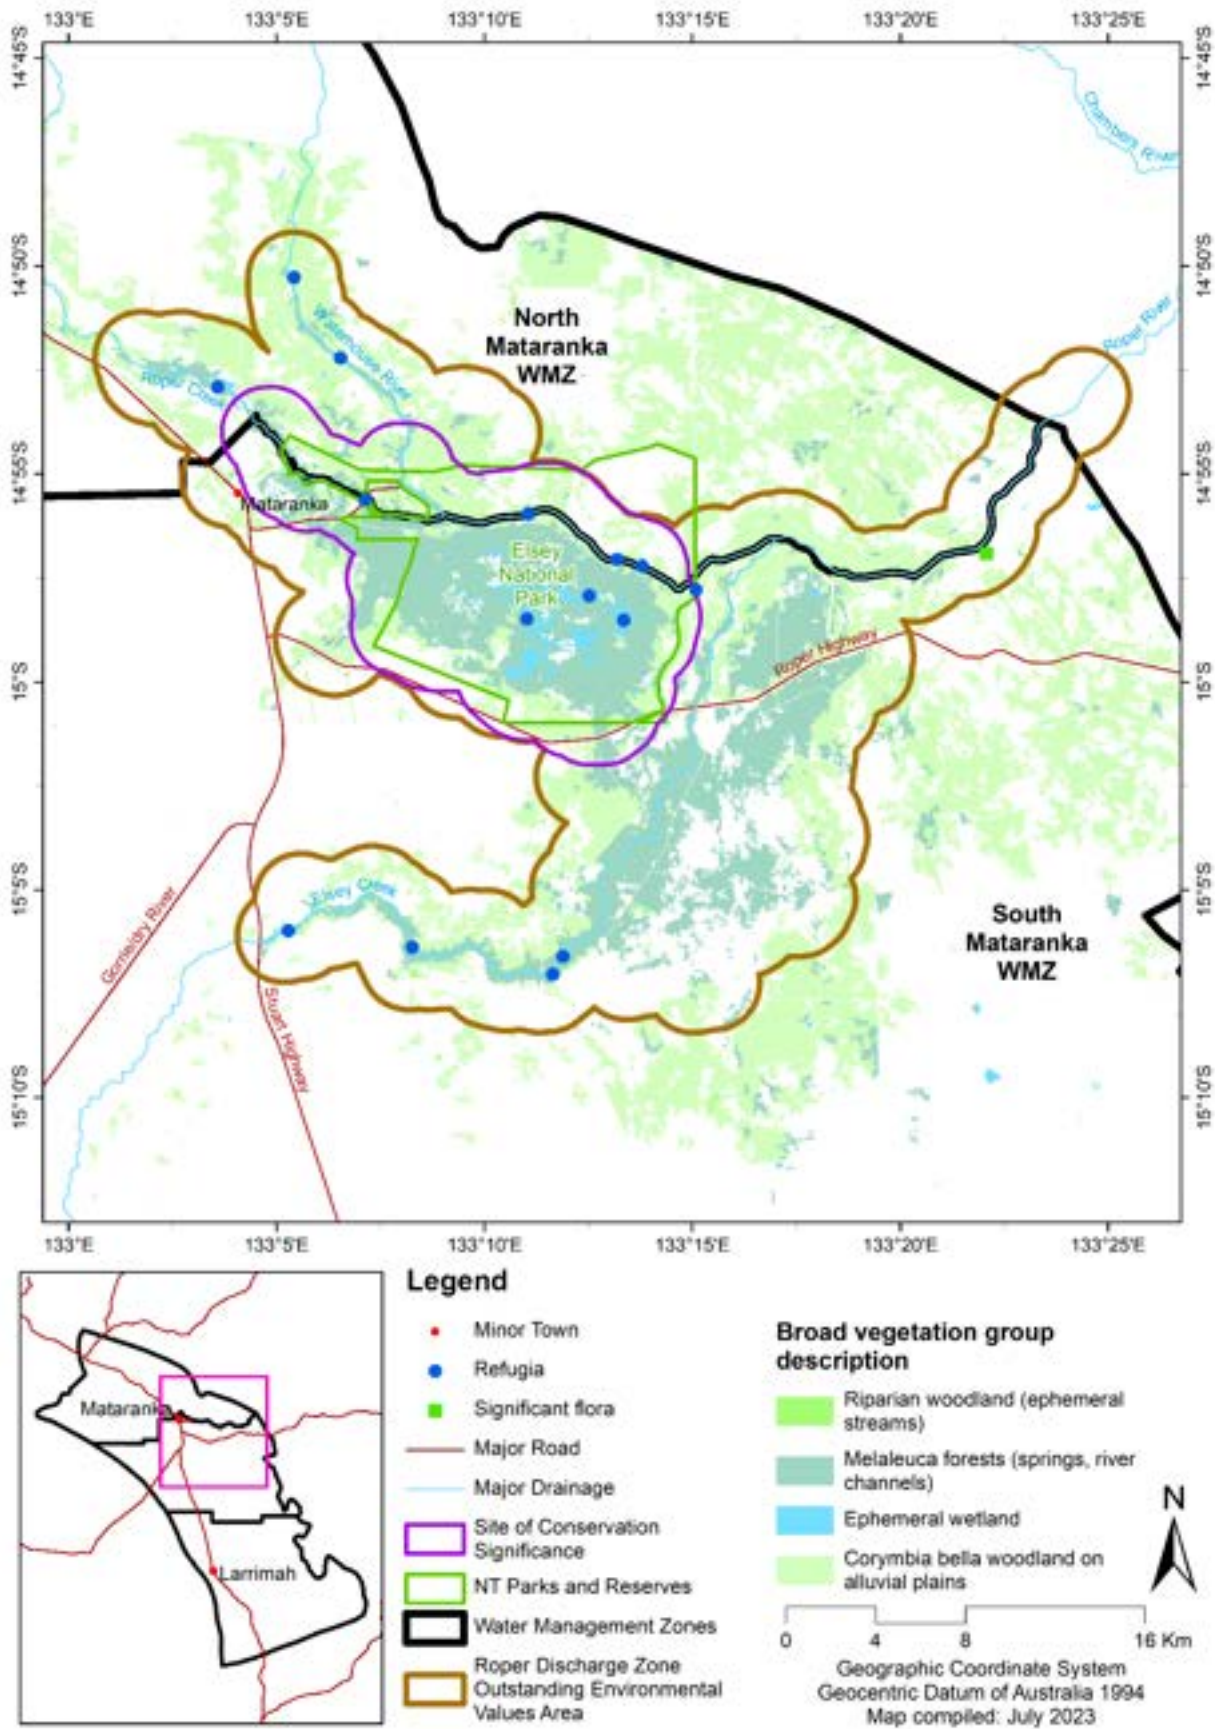 133°E 133°5'E 133°10'E 133°15'E 133°20'E 133°25'E
14°45'S 14°45'S
Chambers River
14°50'S 14°50'S
North
Mataranka
WMZ
Waterhouse River
Roper River
Roper Creek
14°55'S 14°55'S
Mataranka
Elsey
National
Park
Roper Highway
15°S 15°S
15°5'S 15°5'S
Elsey Creek
South
Mataranka
WMZ
Gorrie/dry River
Stuart Highway
15°10'S 15°10'S
133°E 133°5'E 133°10'E 133°15'E 133°20'E 133°25'E
Mataranka
Larrimah
Legend
Minor Town
Refugia
Significant flora
Major Road
Major Drainage
Site of Conservation
Significance
NT Parks and Reserves
Water Management Zones
Roper Discharge Zone
Outstanding Environmental
Values Area
Broad vegetation group
description
Riparian woodland (ephemeral
streams)
Melaleuca forests (springs, river
channels)
Ephemeral wetland
Corymbia bella woodland on
alluvial plains
N
0 4 8 16 Km
Geographic Coordinate System
Geocentric Datum of Australia 1994
Map compiled: July 2023